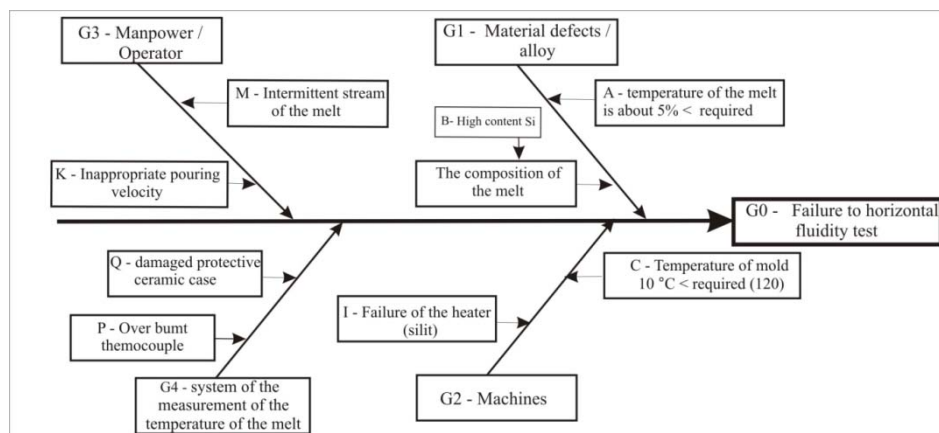 G3 - Manpower /
Operator
G1 - Material defects /
alloy
M - Intermittent stream
of the melt
A - temperature of the melt
is about 5% < required
B- High content Si
K - Inappropriate pouring
velocity
The composition of
the melt
G0 - Failure to horizontal
fluidity test
Q - damaged protective
ceramic case
C - Temperature of mold
10 °C < required (120)
I - Failure of the heater
(silit)
P - Over bumt
themocouple
G4 - system of the
measurement of the
temperature of the melt
G2 - Machines